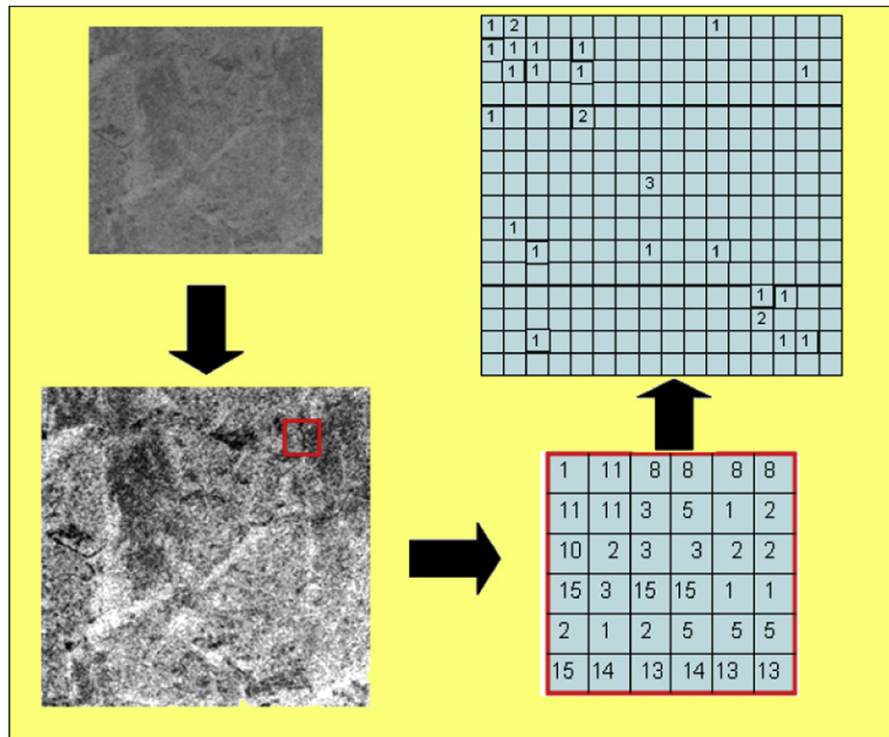 1 2 1
1 1 1 1
1 1 1 1
1 2
3
1
1 1 1
1 1
2
1 1 1
1 11 8 8 8 8
11 11 3 5 1 2
10 2 3 3 2 2
15 3 15 15 1 1
2 1 2 5 5 5
15 14 13 14 13 13